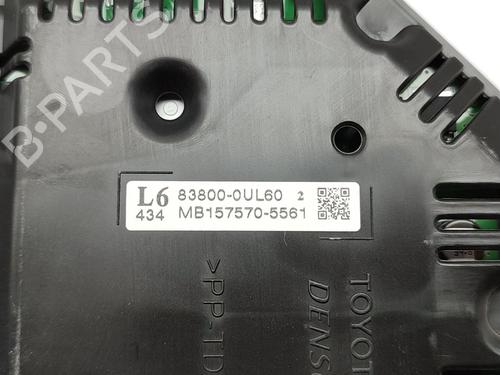 B-PARTS
L6 83800-0UL60 2
434 MB157570-5561
>PP-TD
TOYOT
DENS